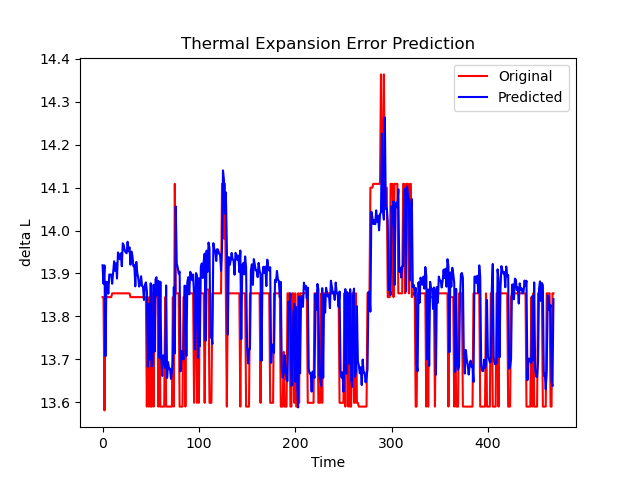 Thermal Expansion Error Prediction
Original
Predicted
delta L
14.4
14.3
14.2
14.1
14.0
13.9
13.8
13.7
13.6
0 100 200 300 400
Time